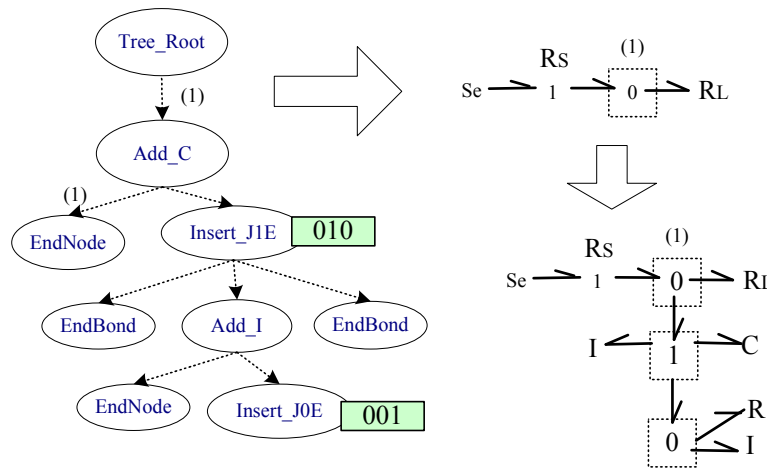 Tree_Root
(1)
Add_C
(1)
EndNode
Insert_J1E
010
EndBond
Add_I
EndBond
EndNode
Insert_J0E
001
(1)
RS
Se
1
0
RL
(1)
RS
Se
1
0
RL
I
1
C
R
0
I